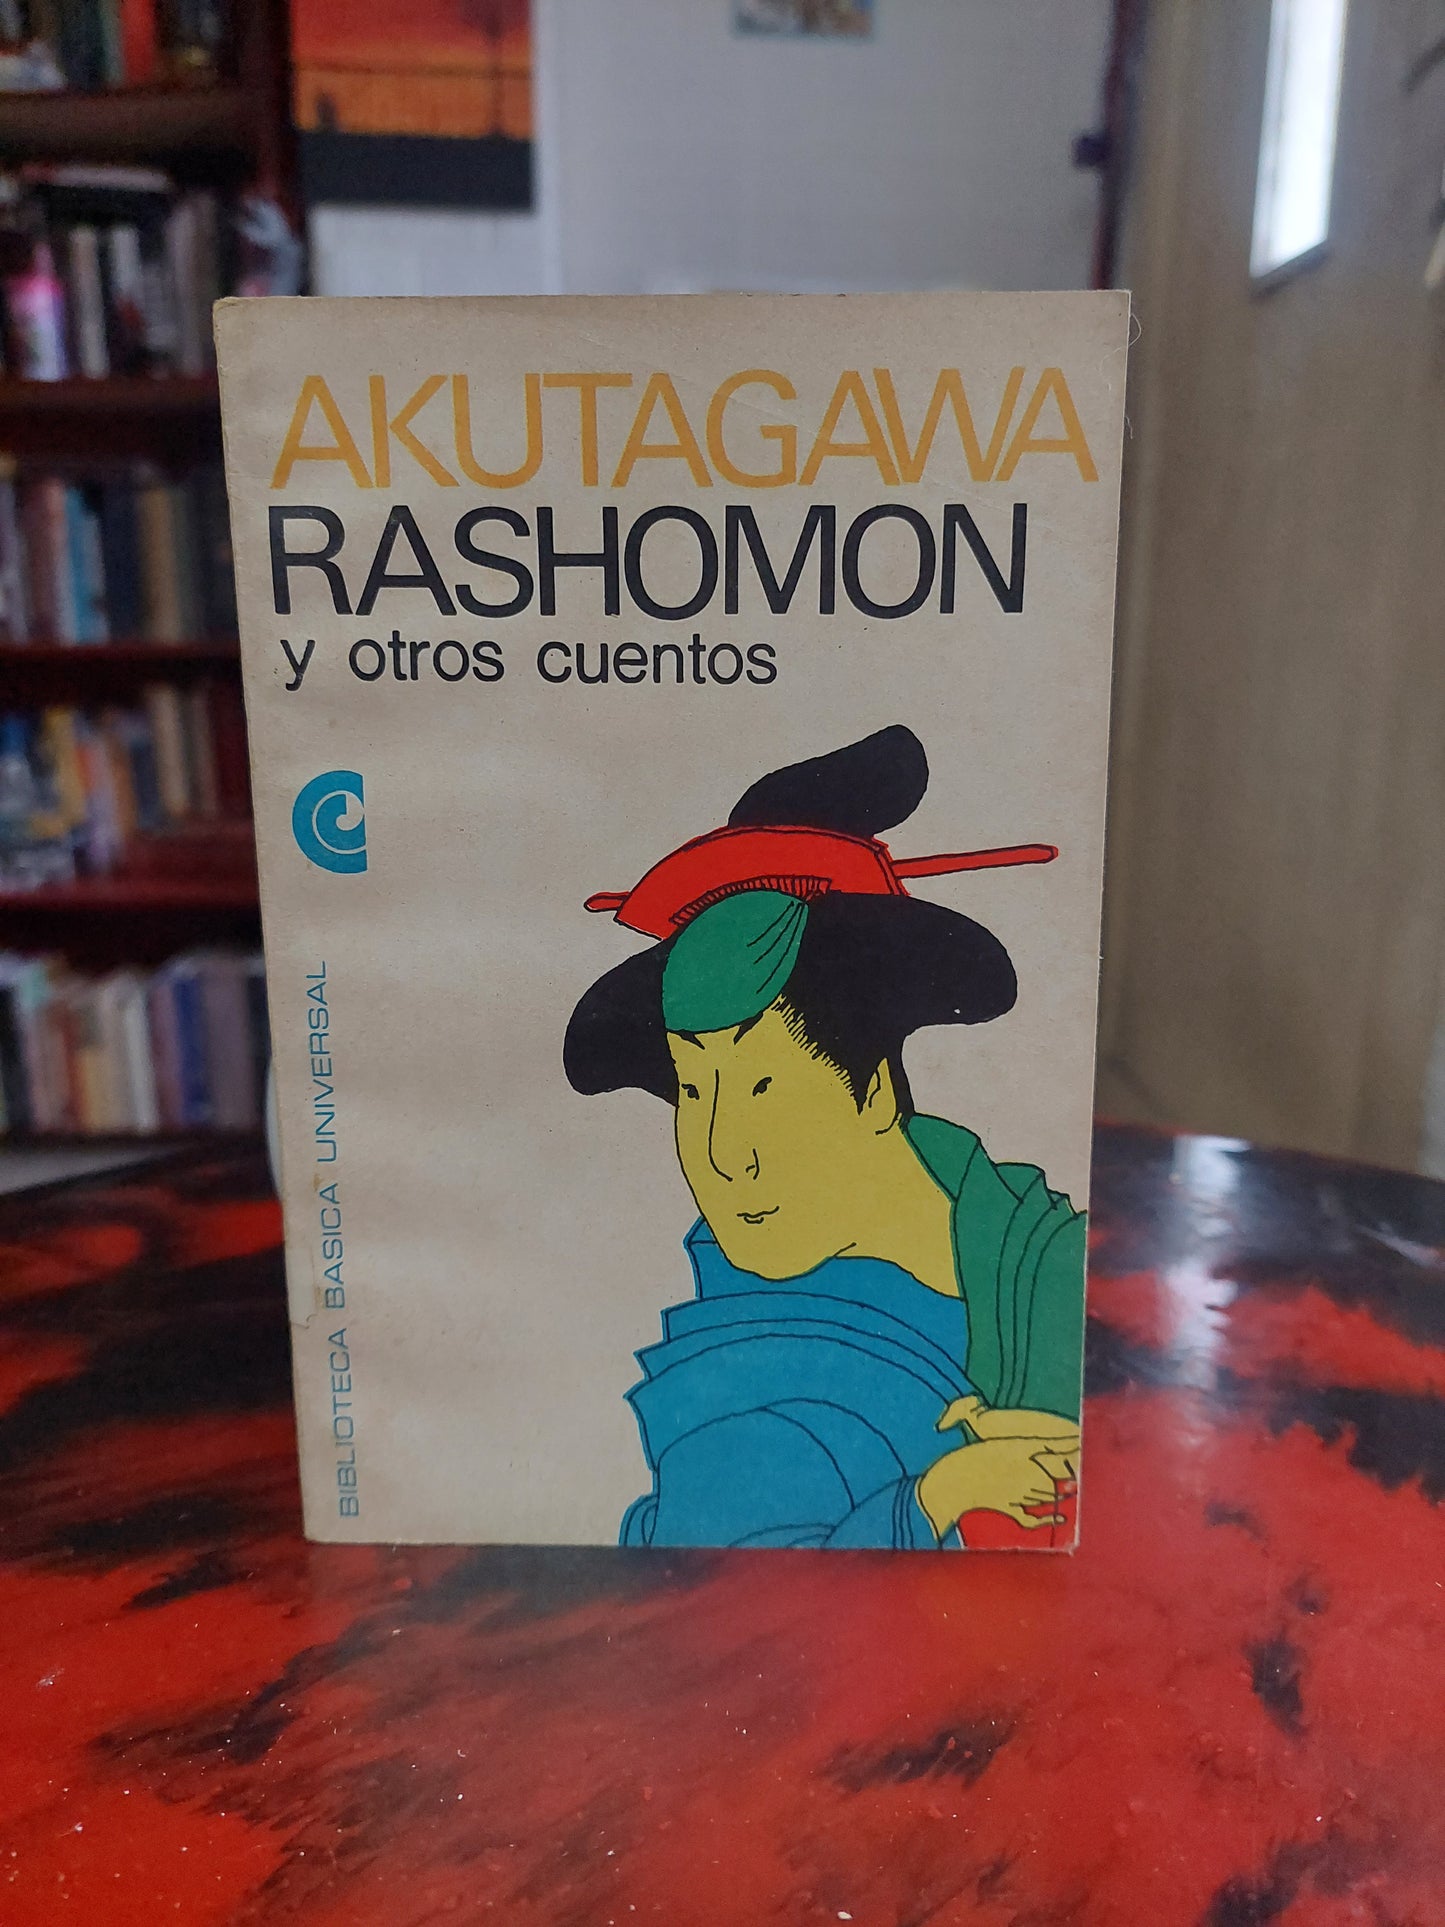 AKUTAGAWA
RASHOMON
y otros cuentos
BIBLIOTECA BASICA UNIVERSAL